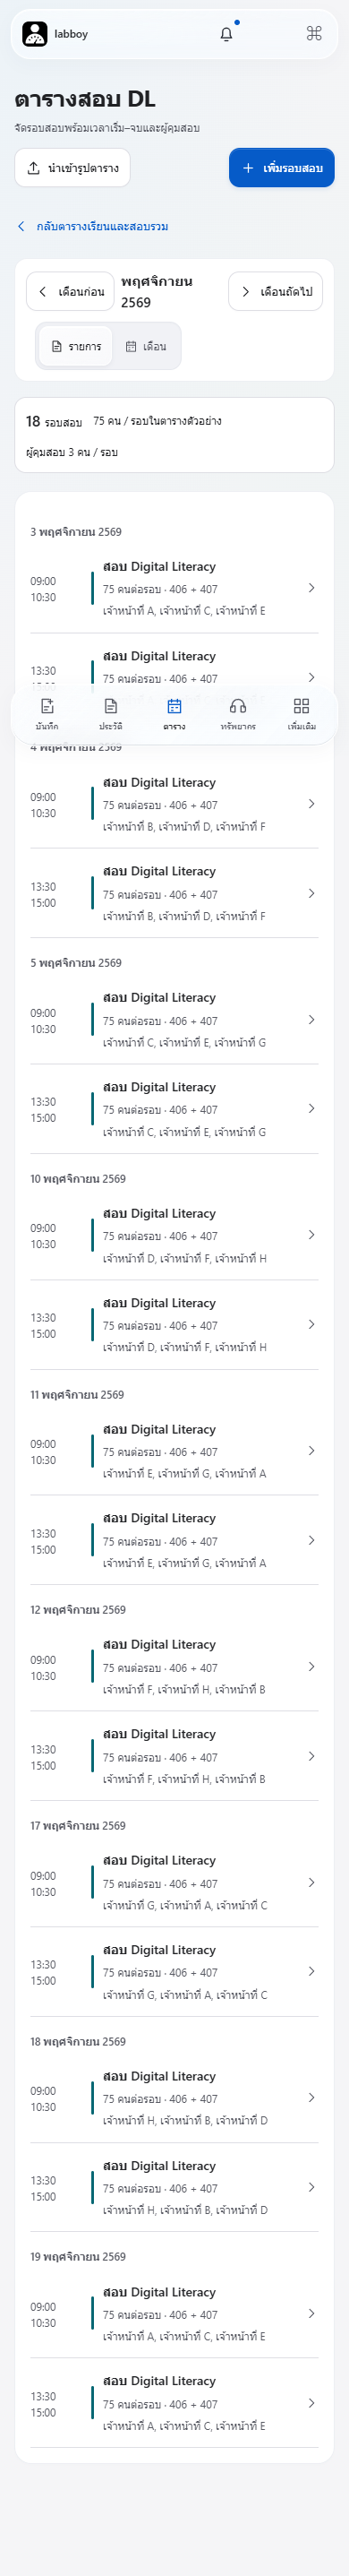 labboy
ตารางสอบ DL
จัดรอบสอบพร้อมเวลาเริ่ม–จบและผู้คุมสอบ
นำเข้ารูปตาราง
เพิ่มรอบสอบ
กลับตารางเรียนและสอบรวม
เดือนก่อน
พฤศจิกายน
2569
เดือนถัดไป
รายการ
เดือน
18 รอบสอบ 75 คน / รอบในตารางตัวอย่าง
ผู้คุมสอบ 3 คน / รอบ
3 พฤศจิกายน 2569
สอบ Digital Literacy
09:00
10:30
75 คนต่อรอบ · 406 + 407
เจ้าหน้าที่ A, เจ้าหน้าที่ C, เจ้าหน้าที่ E
สอบ Digital Literacy
13:30
75 คนต่อรอบ · 406 + 407
บันทึก
ประวัติ
ตาราง
ทรัพยากร
เพิ่มเติม
4 พฤศจิกายน 2569
สอบ Digital Literacy
09:00
10:30
75 คนต่อรอบ · 406 + 407
เจ้าหน้าที่ B, เจ้าหน้าที่ D, เจ้าหน้าที่ F
สอบ Digital Literacy
13:30
15:00
75 คนต่อรอบ · 406 + 407
เจ้าหน้าที่ B, เจ้าหน้าที่ D, เจ้าหน้าที่ F
5 พฤศจิกายน 2569
สอบ Digital Literacy
09:00
10:30
75 คนต่อรอบ · 406 + 407
เจ้าหน้าที่ C, เจ้าหน้าที่ E, เจ้าหน้าที่ G
สอบ Digital Literacy
13:30
15:00
75 คนต่อรอบ · 406 + 407
เจ้าหน้าที่ C, เจ้าหน้าที่ E, เจ้าหน้าที่ G
10 พฤศจิกายน 2569
สอบ Digital Literacy
09:00
10:30
75 คนต่อรอบ · 406 + 407
เจ้าหน้าที่ D, เจ้าหน้าที่ F, เจ้าหน้าที่ H
สอบ Digital Literacy
13:30
15:00
75 คนต่อรอบ · 406 + 407
เจ้าหน้าที่ D, เจ้าหน้าที่ F, เจ้าหน้าที่ H
11 พฤศจิกายน 2569
สอบ Digital Literacy
09:00
10:30
75 คนต่อรอบ · 406 + 407
เจ้าหน้าที่ E, เจ้าหน้าที่ G, เจ้าหน้าที่ A
สอบ Digital Literacy
13:30
15:00
75 คนต่อรอบ · 406 + 407
เจ้าหน้าที่ E, เจ้าหน้าที่ G, เจ้าหน้าที่ A
12 พฤศจิกายน 2569
สอบ Digital Literacy
09:00
10:30
75 คนต่อรอบ · 406 + 407
เจ้าหน้าที่ F, เจ้าหน้าที่ H, เจ้าหน้าที่ B
สอบ Digital Literacy
13:30
15:00
75 คนต่อรอบ · 406 + 407
เจ้าหน้าที่ F, เจ้าหน้าที่ H, เจ้าหน้าที่ B
17 พฤศจิกายน 2569
สอบ Digital Literacy
09:00
10:30
75 คนต่อรอบ · 406 + 407
เจ้าหน้าที่ G, เจ้าหน้าที่ A, เจ้าหน้าที่ C
สอบ Digital Literacy
13:30
15:00
75 คนต่อรอบ · 406 + 407
เจ้าหน้าที่ G, เจ้าหน้าที่ A, เจ้าหน้าที่ C
18 พฤศจิกายน 2569
สอบ Digital Literacy
09:00
10:30
75 คนต่อรอบ · 406 + 407
เจ้าหน้าที่ H, เจ้าหน้าที่ B, เจ้าหน้าที่ D
สอบ Digital Literacy
13:30
15:00
75 คนต่อรอบ · 406 + 407
เจ้าหน้าที่ H, เจ้าหน้าที่ B, เจ้าหน้าที่ D
19 พฤศจิกายน 2569
สอบ Digital Literacy
09:00
10:30
75 คนต่อรอบ · 406 + 407
เจ้าหน้าที่ A, เจ้าหน้าที่ C, เจ้าหน้าที่ E
สอบ Digital Literacy
13:30
15:00
75 คนต่อรอบ · 406 + 407
เจ้าหน้าที่ A, เจ้าหน้าที่ C, เจ้าหน้าที่ E